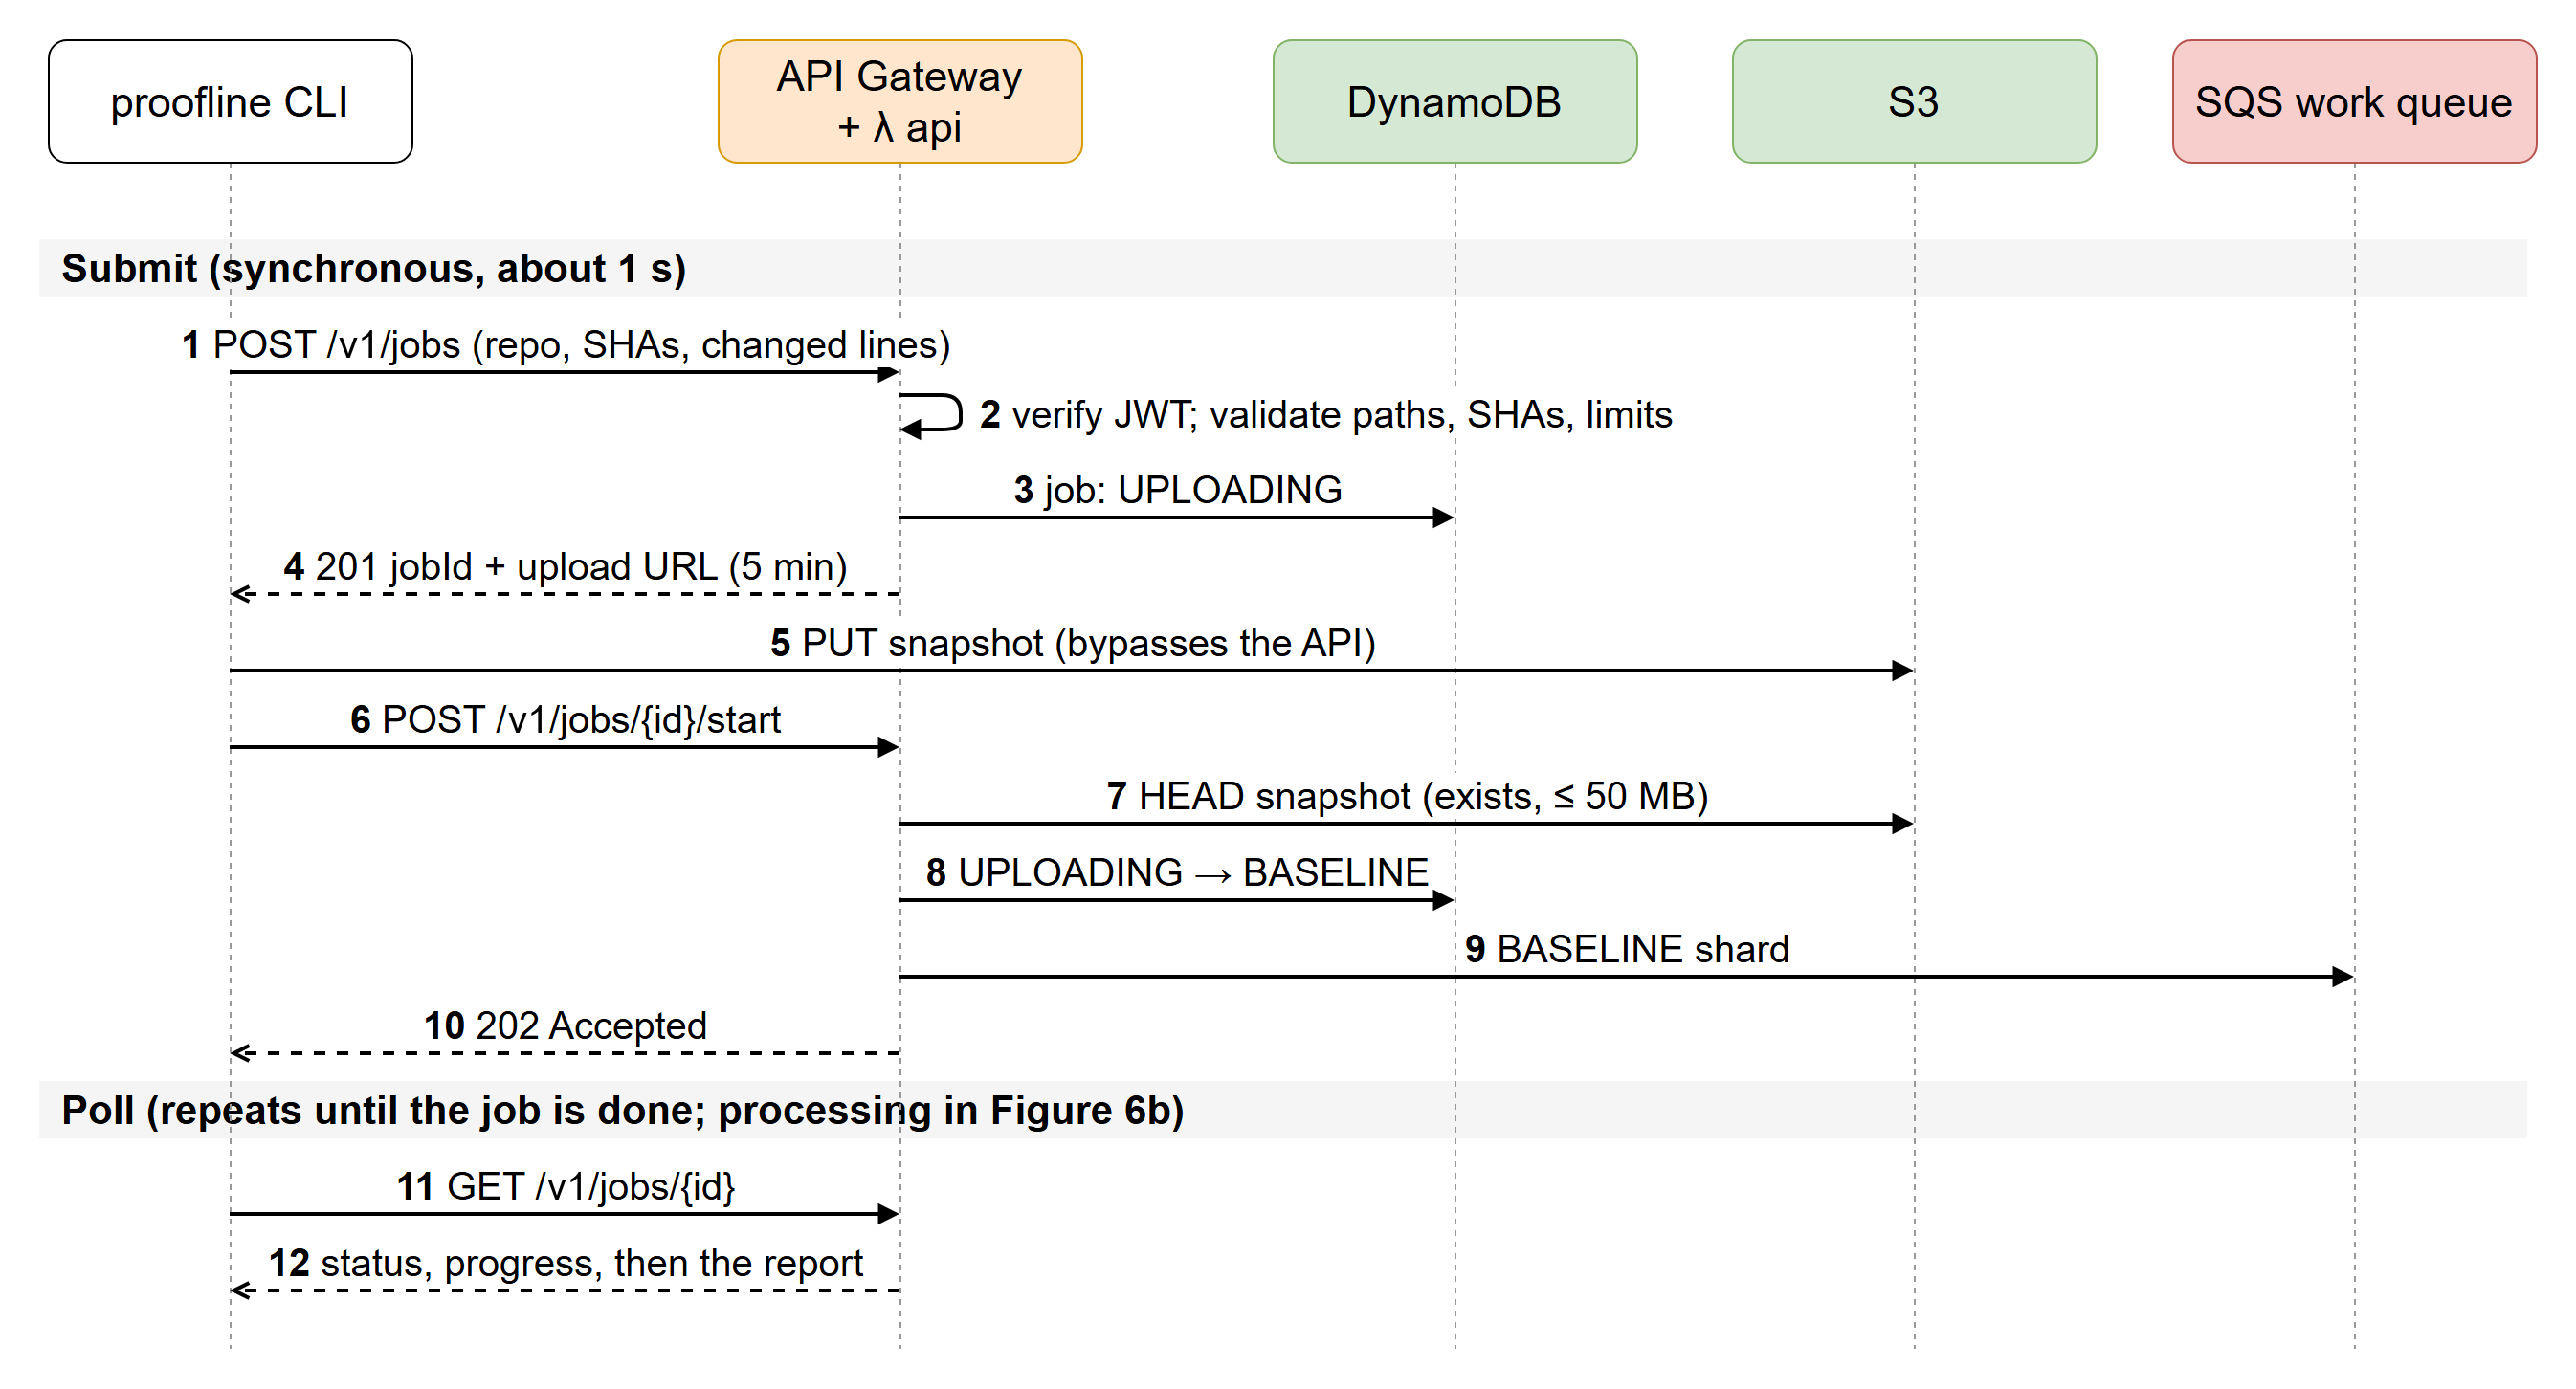 proofline CLI
API Gateway
+ λ api
DynamoDB
S3
SQS work queue
Submit (synchronous, about 1 s)
1 POST /v1/jobs (repo, SHAs, changed lines)
2 verify JWT; validate paths, SHAs, limits
3 job: UPLOADING
4 201 jobId + upload URL (5 min)
5 PUT snapshot (bypasses the API)
6 POST /v1/jobs/{id}/start
7 HEAD snapshot (exists, ≤ 50 MB)
8 UPLOADING → BASELINE
9 BASELINE shard
10 202 Accepted
Poll (repeats until the job is done; processing in Figure 6b)
11 GET /v1/jobs/{id}
12 status, progress, then the report